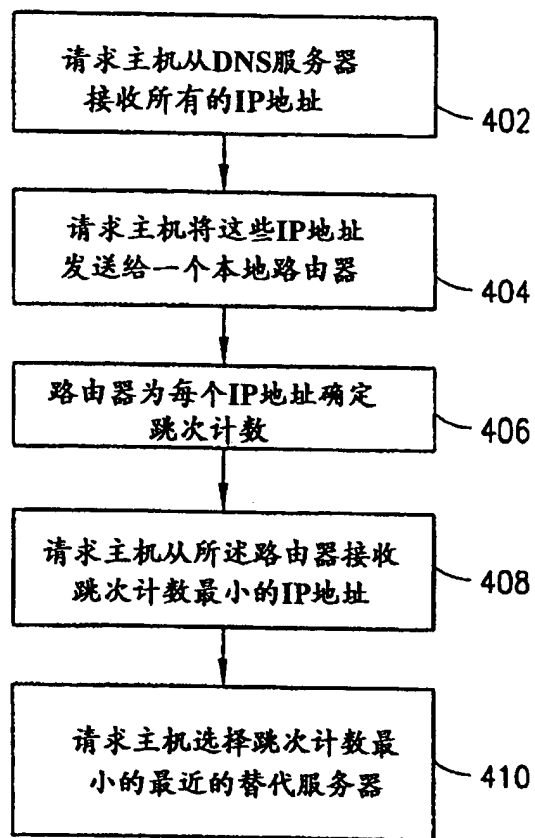 请求主机从DNS服务器
接收所有的IP地址
402
请求主机将这些IP地址
发送给一个本地路由器
404
路由器为每个IP地址确定
跳次计数
406
请求主机从所述路由器接收
跳次计数最小的IP地址
408
请求主机选择跳次计数最
小的最近的替代服务器
410